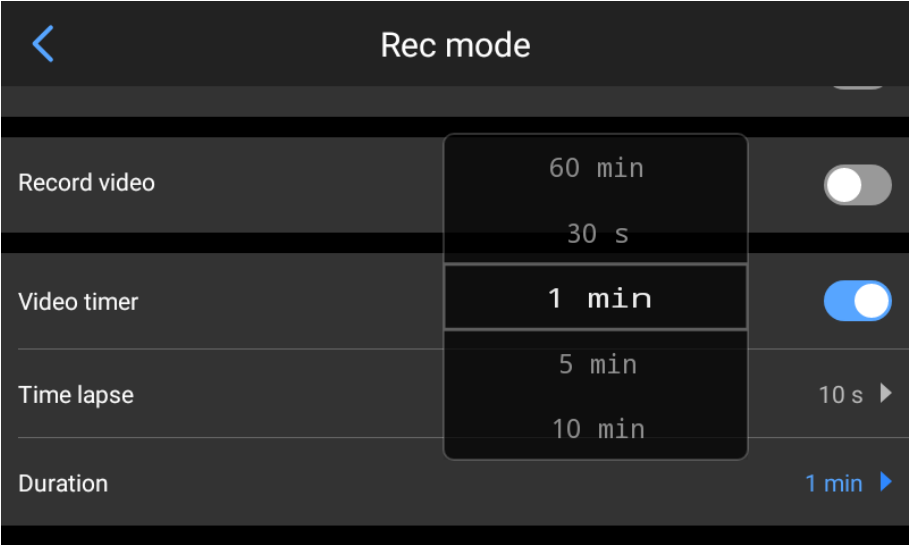 Rec mode
Record video
60 min
30 s
Video timer
1 min
5 min
Time lapse
10 s
10 min
Duration
1 min